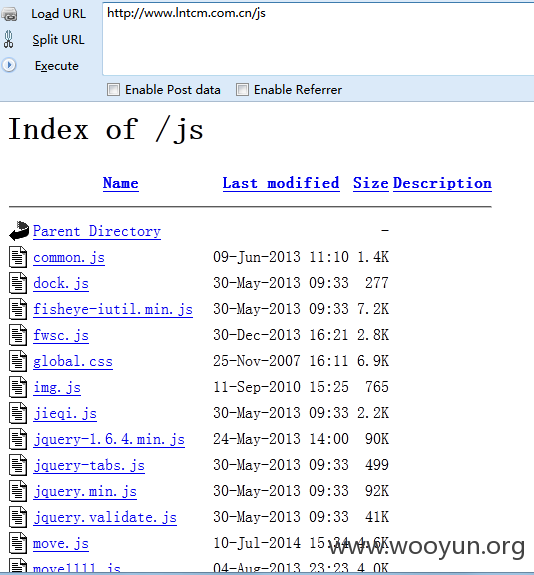 Load URL http://www.lntcm.com.cn/js
Split URL
Execute
Enable Post data Enable Referrer
Index of /js
Name Last modified Size Description
Parent Directory -
common.js 09-Jun-2013 11:10 1.4K
dock.js 30-May-2013 09:33 277
fisheye-iutil.min.js 30-May-2013 09:33 7.2K
fwsc.js 30-Dec-2013 16:21 2.8K
global.css 25-Nov-2007 16:11 6.9K
img.js 11-Sep-2010 15:25 765
jieqi.js 30-May-2013 09:33 2.2K
jquery-1.6.4.min.js 24-May-2013 14:00 90K
jquery-tabs.js 30-May-2013 09:33 499
jquery.min.js 30-May-2013 09:33 92K
jquery.validate.js 30-May-2013 09:33 41K
move.js 10-Jul-2014 15:34 4.6K
www.wooyun.org
04-Aug-2013 23:23 4.0K